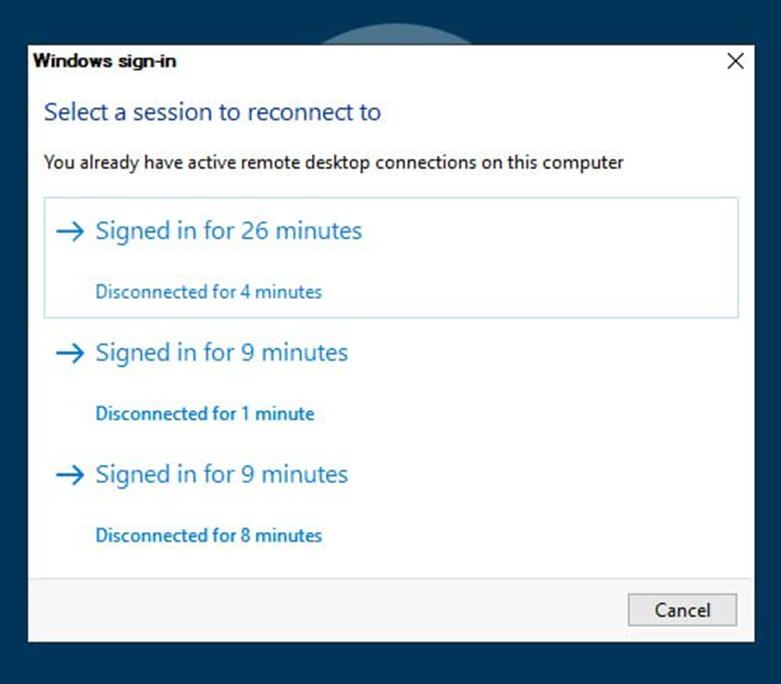 Windows sign-in
Select a session to reconnect to
You already have active remote desktop connections on this computer
Signed in for 26 minutes
Disconnected for 4 minutes
Signed in for 9 minutes
Disconnected for 1 minute
Signed in for 9 minutes
Disconnected for 8 minutes
Cancel